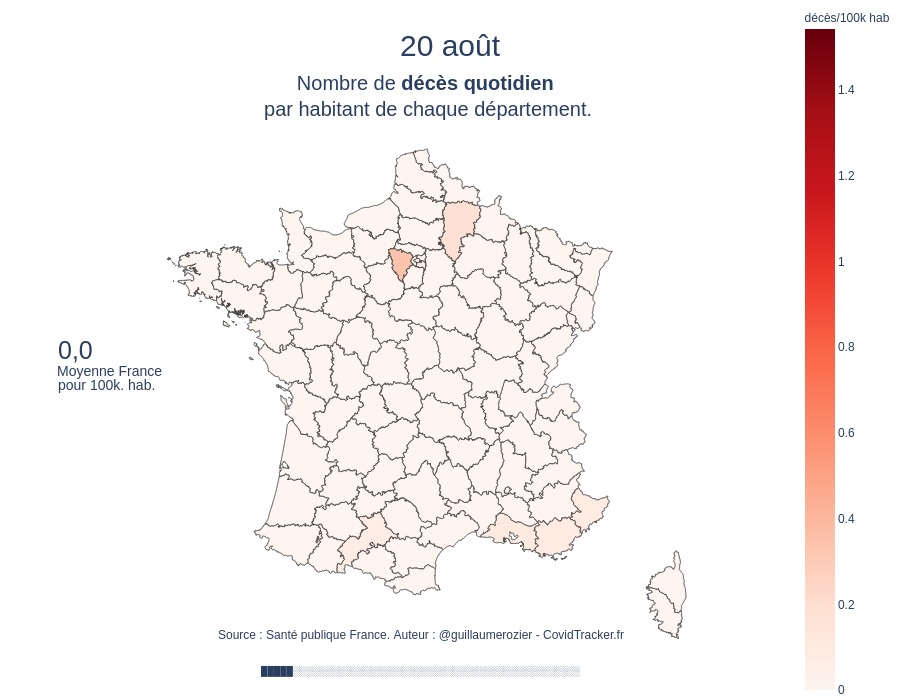 décès/100k hab
20 août
Nombre de décès quotidien
par habitant de chaque département.
1.4
1.2
1
0.8
0.6
0.4
0.2
0
0,0
Moyenne France
pour 100k. hab.
Source : Santé publique France. Auteur : @guillaumerozier - CovidTracker.fr